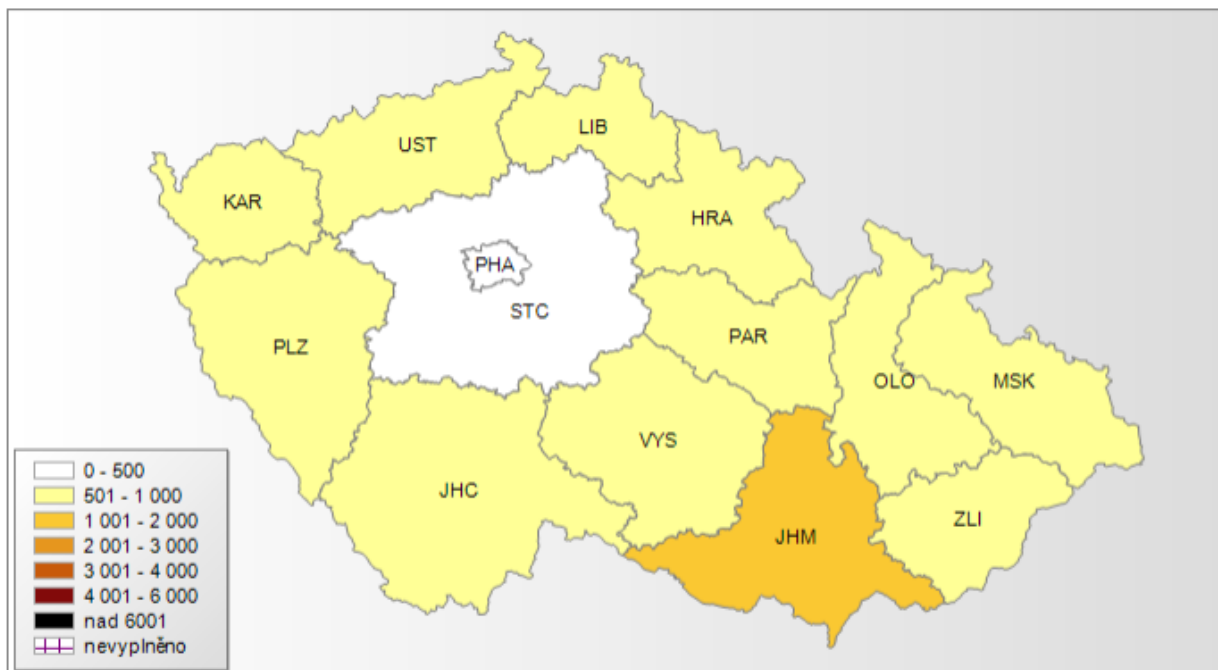 LIB
UST
KAR
HRA
PHA
STC
PAR
PLZ
OLO
MSK
VYS
JHC
ZLI
JHM
0 - 500
501 - 1 000
1 001 - 2 000
2 001 - 3 000
3 001 - 4 000
4 001 - 6 000
nad 6001
nevyplněno